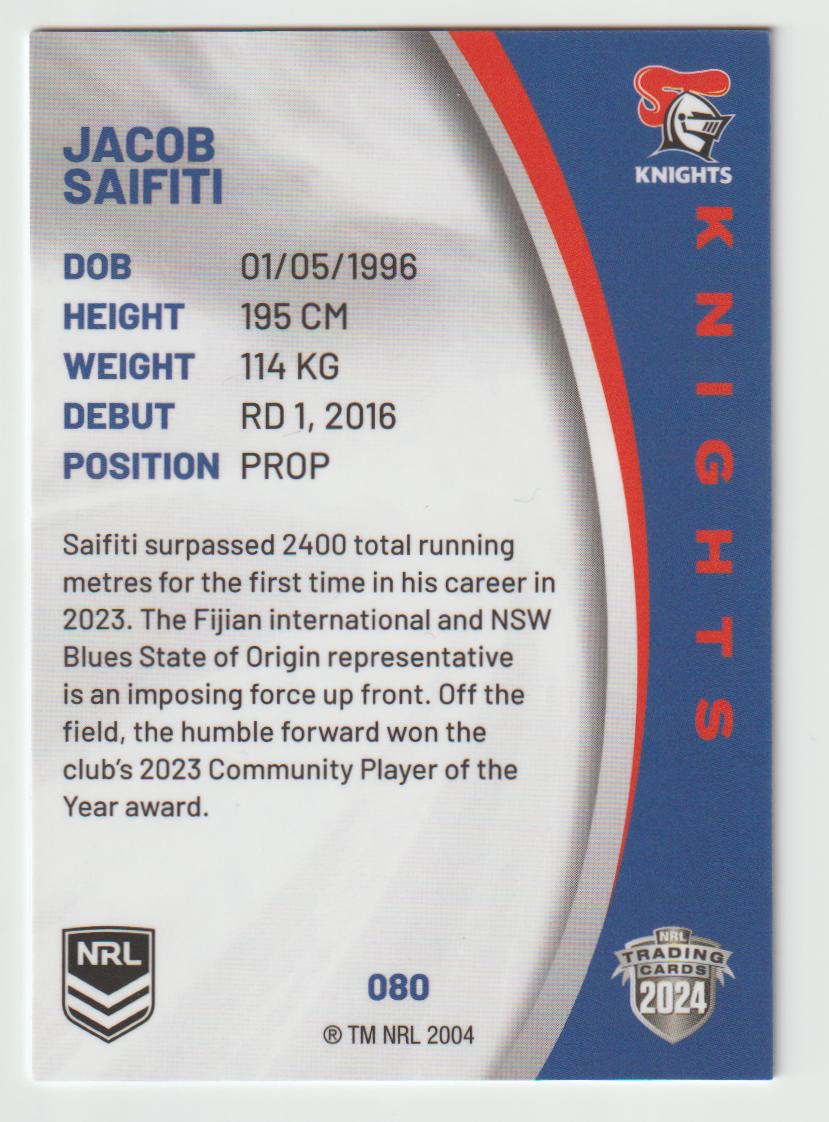 JACOB
SAIFITI
DOB 01/05/1996
HEIGHT 195 CM
WEIGHT 114 KG
DEBUT RD 1, 2016
POSITION PROP
Saifiti surpassed 2400 total running
metres for the first time in his career in
2023. The Fijian international and NSW
Blues State of Origin representative
is an imposing force up front. Off the
field, the humble forward won the
club's 2023 Community Player of the
Year award.
NRL
080
® TM NRL 2004
KNIGHTS
KNIGHTS
NRL
TRADING
CARDS
2024